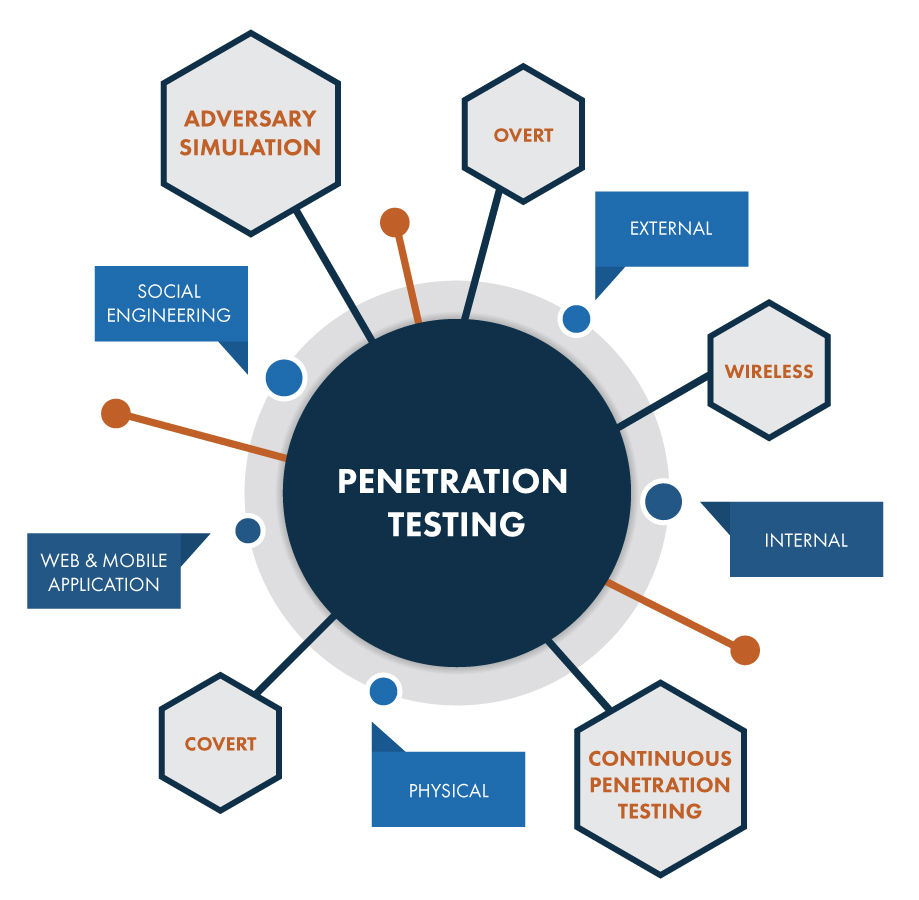 ADVERSARY
SIMULATION
OVERT
EXTERNAL
SOCIAL
ENGINEERING
WIRELESS
PENETRATION
TESTING
INTERNAL
WEB & MOBILE
APPLICATION
COVERT
PHYSICAL
CONTINUOUS
PENETRATION
TESTING